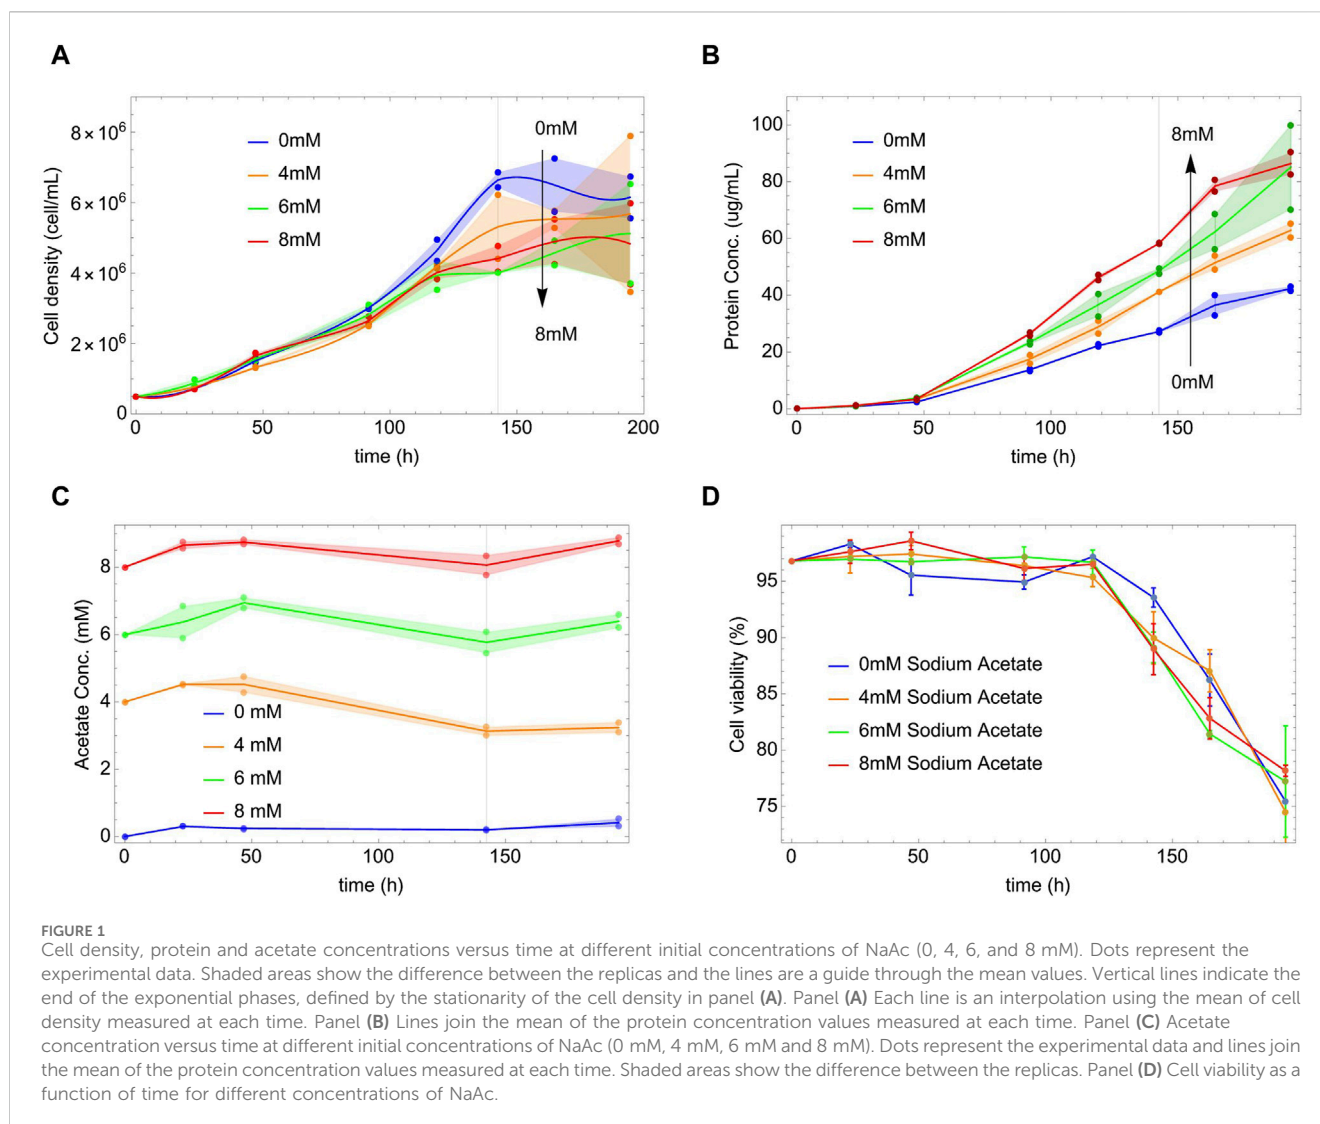 A
Cell density (cell/mL)
8 × 10⁶
6 × 10⁶
4 × 10⁶
2 × 10⁶
0
0mM
4mM
6mM
8mM
0mM
8mM
0 50 100 150 200
time (h)
B
Protein Conc. (ug/mL)
100
80
60
40
20
0
0mM
4mM
6mM
8mM
8mM
0mM
0 50 100 150
time (h)
C
Acetate Conc. (mM)
8
6
4
2
0
0 mM
4 mM
6 mM
8 mM
0 50 100 150
time (h)
D
Cell viability (%)
95
90
85
80
75
0mM Sodium Acetate
4mM Sodium Acetate
6mM Sodium Acetate
8mM Sodium Acetate
0 50 100 150
time (h)
FIGURE 1
Cell density, protein and acetate concentrations versus time at different initial concentrations of NaAc (0, 4, 6, and 8 mM). Dots represent the
experimental data. Shaded areas show the difference between the replicas and the lines are a guide through the mean values. Vertical lines indicate the
end of the exponential phases, defined by the stationarity of the cell density in panel (A). Panel (A) Each line is an interpolation using the mean of cell
density measured at each time. Panel (B) Lines join the mean of the protein concentration values measured at each time. Panel (C) Acetate
concentration versus time at different initial concentrations of NaAc (0 mM, 4 mM, 6 mM and 8 mM). Dots represent the experimental data and lines join
the mean of the protein concentration values measured at each time. Shaded areas show the difference between the replicas. Panel (D) Cell viability as a
function of time for different concentrations of NaAc.